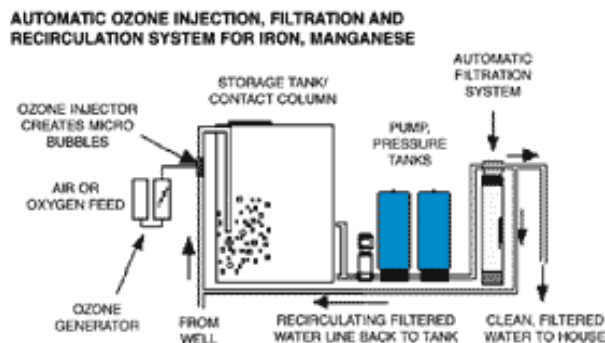 AUTOMATIC OZONE INJECTION, FILTRATION AND
RECIRCULATION SYSTEM FOR IRON, MANGANESE
AUTOMATIC
FILTRATION
SYSTEM
STORAGE TANK/
CONTACT COLUMN
OZONE INJECTOR
CREATES MICRO
BUBBLES
PUMP,
PRESSURE
TANKS
AIR OR
OXYGEN FEED
OZONE
GENERATOR
FROM
WELL
RECIRCULATING FILTERED
WATER LINE BACK TO TANK
CLEAN, FILTERED
WATER TO HOUSE